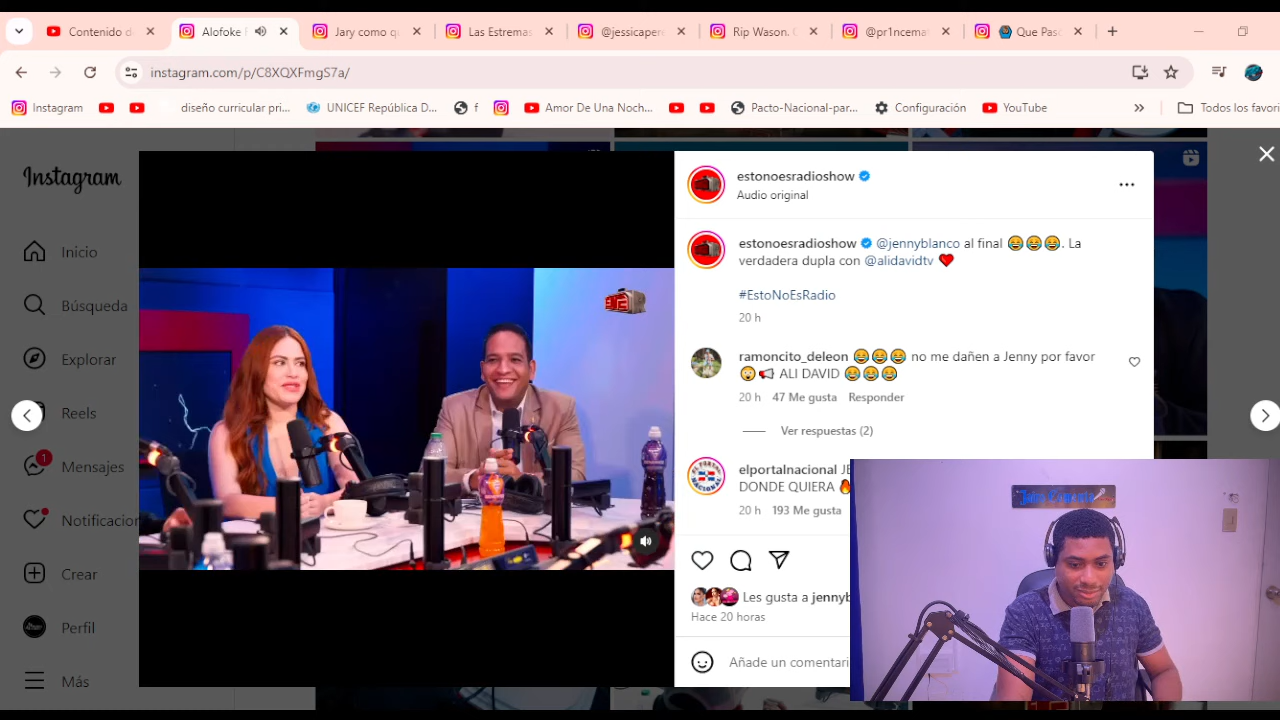 Contenido d
Alofoke F
Jary como q
Las Estremas
@jessicapere
Rip Wason. 
@pr1ncema
Que Paso
instagram.com/p/C8XQXFmgS7a/
Instagram
diseño curricular pri...
UNICEF República D...
f
Amor De Una Noch...
Pacto-Nacional-par...
Configuración
YouTube
»
Todos los favori
Instagram
Inicio
Búsqueda
Explorar
Reels
1
Mensajes
Notificacion
Crear
Perfil
Más
estonoesradioshow
Audio original
estonoesradioshow @jennyblanco al final 😂😂😂. La
verdadera dupla con @alidavidtv ❤️
#EstoNoEsRadio
20 h
ramoncito_deleon 😂😂😂 no me dañen a Jenny por favor
😲📢 ALI DAVID 😂😂😂
20 h 47 Me gusta Responder
Ver respuestas (2)
elportalnacional JE
DONDE QUIERA 🔥
20 h 193 Me gusta
Les gusta a jennyb
Hace 20 horas
Añade un comentari